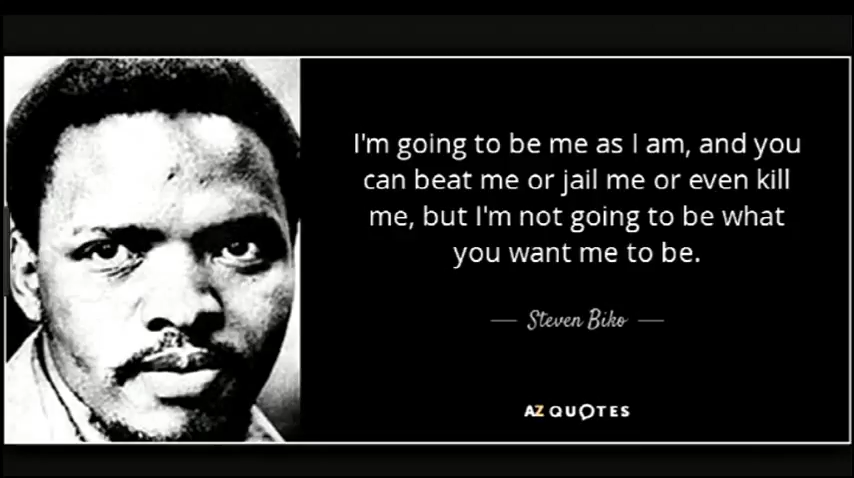 I'm going to be me as I am, and you
can beat me or jail me or even kill
me, but I'm not going to be what
you want me to be.
— Steven Biko —
AZ QUOTES